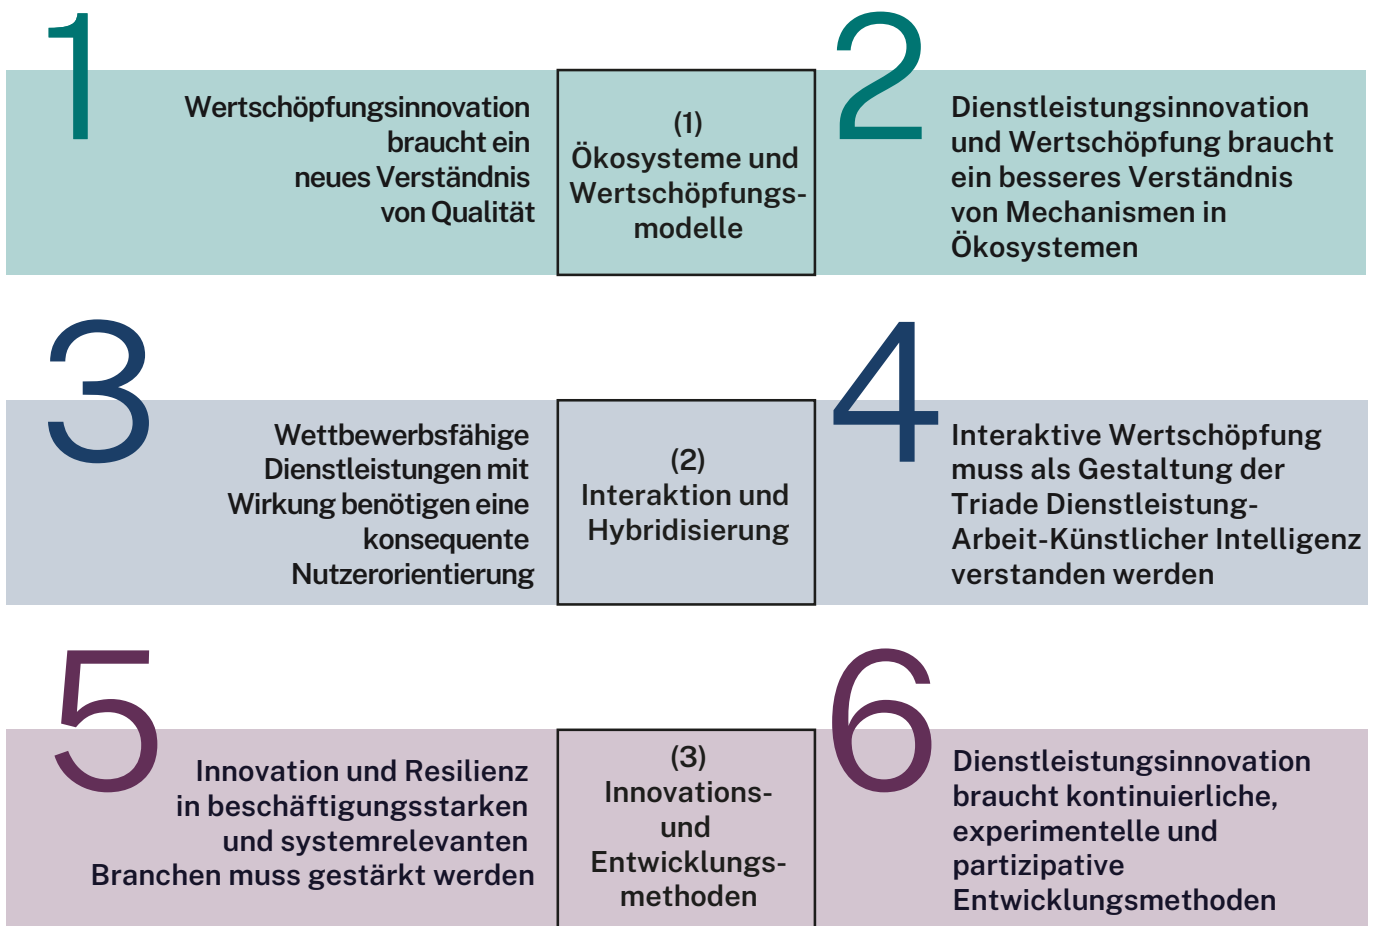 1
Wertschöpfungsinnovation
braucht ein
neues Verständnis
von Qualität
(1)
Ökosysteme und
Wertschöpfungs-
modelle
2
Dienstleistungsinnovation
und Wertschöpfung braucht
ein besseres Verständnis
von Mechanismen in
Ökosystemen
3
Wettbewerbsfähige
Dienstleistungen mit
Wirkung benötigen eine
konsequente
Nutzerorientierung
(2)
Interaktion und
Hybridisierung
4
Interaktive Wertschöpfung
muss als Gestaltung der
Triade Dienstleistung-
Arbeit-Künstlicher Intelligenz
verstanden werden
5
Innovation und Resilienz
in beschäftigungsstarken
und systemrelevanten
Branchen muss gestärkt werden
(3)
Innovations-
und
Entwicklungs-
methoden
6
Dienstleistungsinnovation
braucht kontinuierliche,
experimentelle und
partizipative
Entwicklungsmethoden